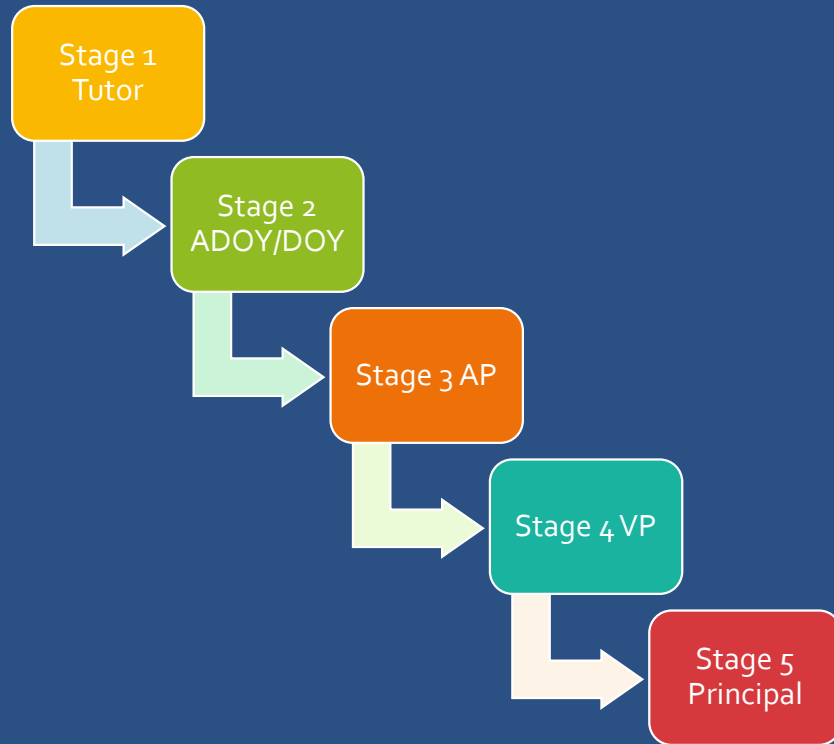 Stage 1
Tutor
Stage 2
ADOY/DOY
Stage 3 AP
Stage 4 VP
Stage 5
Principal